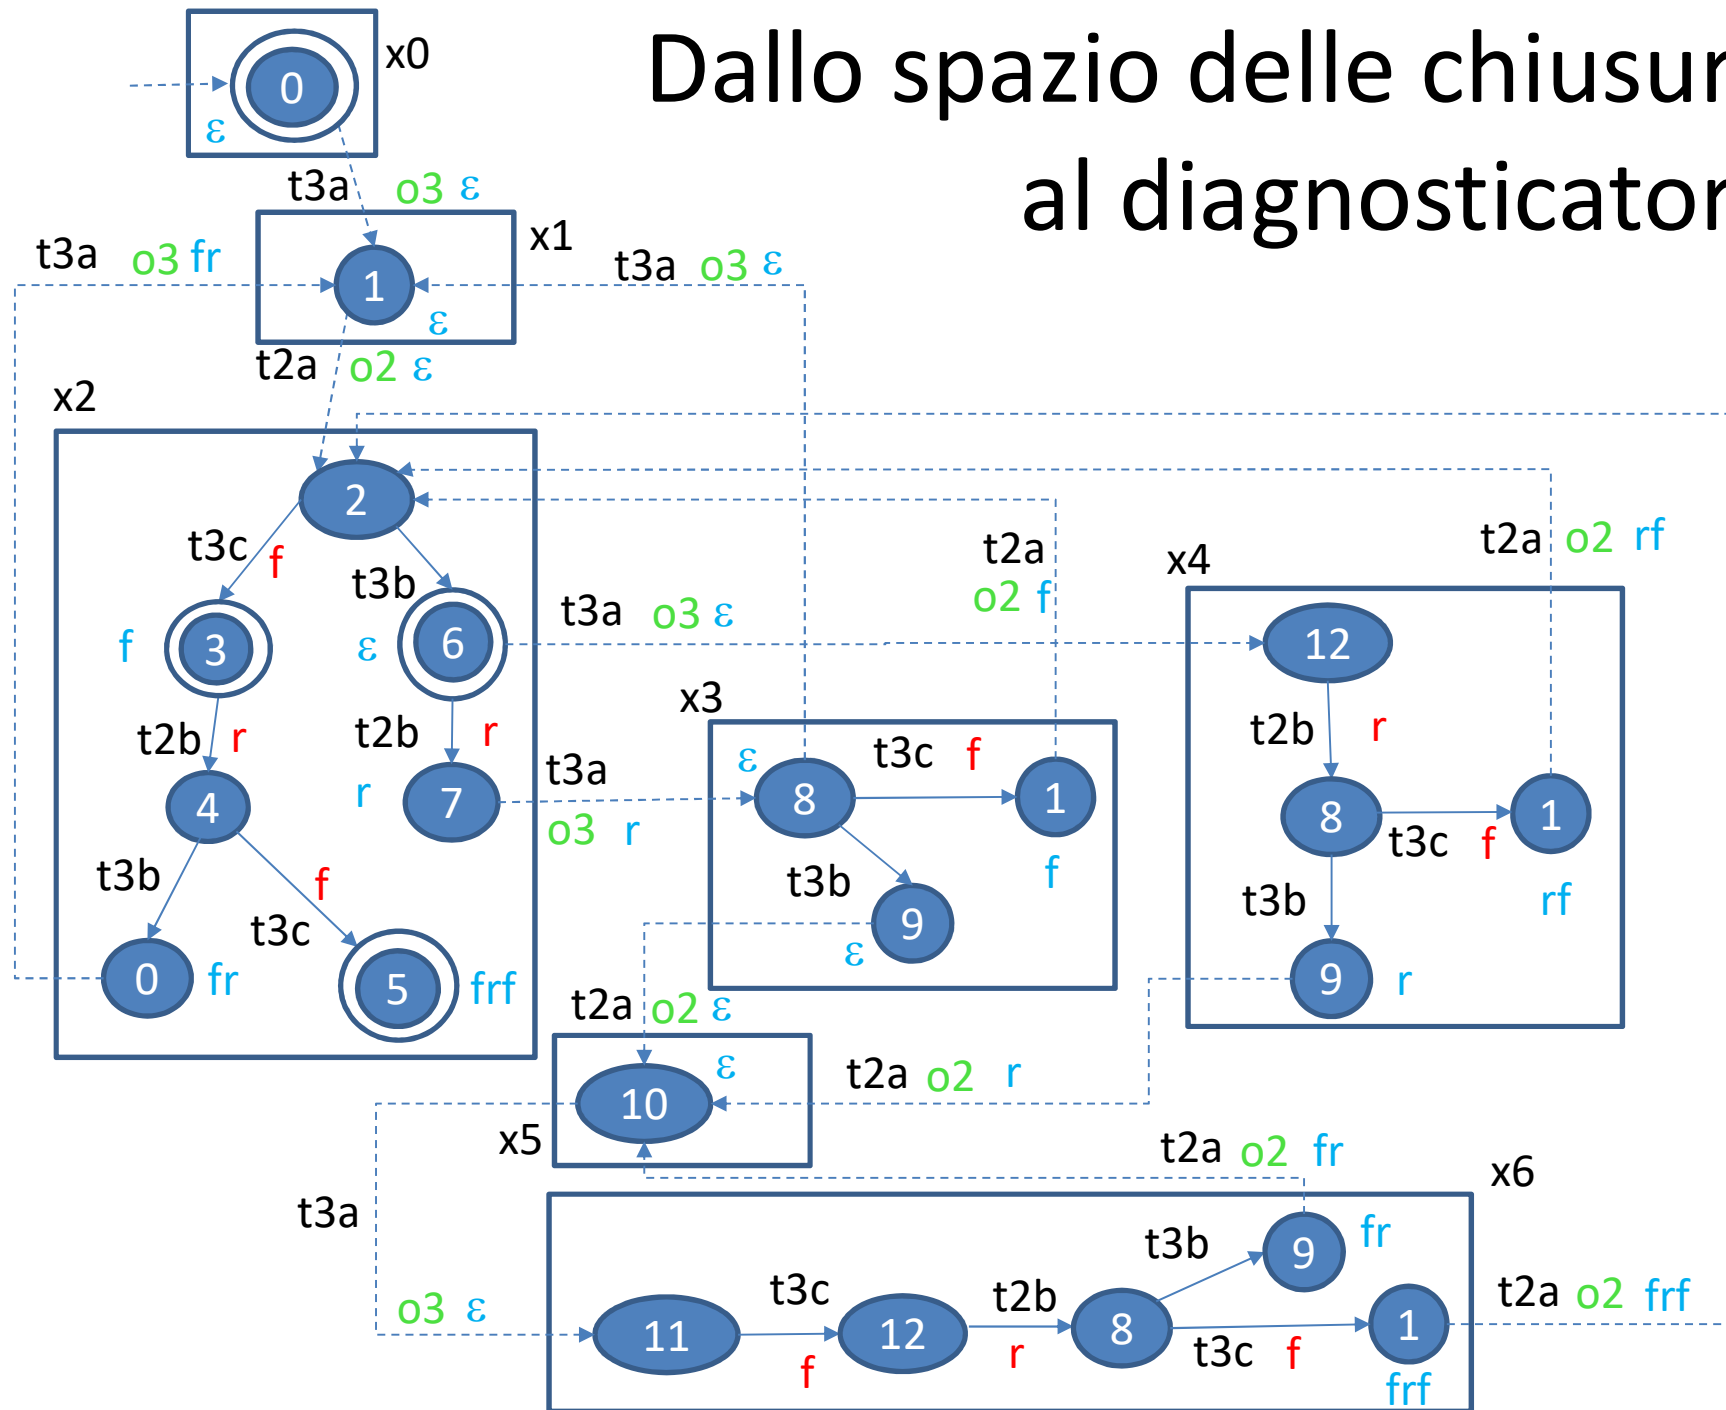 Dallo spazio delle chiusur
al diagnosticator
x0
0
ε
t3a o3 ε
x1
t3a o3 fr
1
ε
t3a o3 ε
t2a o2 ε
x2
2
t3c f
t3b
f
3
ε
6
t3a o3 ε
t2b r
t2b r
4
r
7
t3a
o3 r
t3b
f
t3c
0
fr
5
frf
x3
ε
8
t3c f
1
f
t3b
9
ε
t2a
o2 f
x4
12
t2b r
8
t3c f
1
rf
t3b
9
r
t2a o2 rf
t2a o2 ε
10
ε
x5
t2a o2 r
t3a
o3 ε
t2a o2 fr
x6
11
t3c
f
12
t2b
r
8
t3b
9
fr
t3c f
1
frf
t2a o2 frf